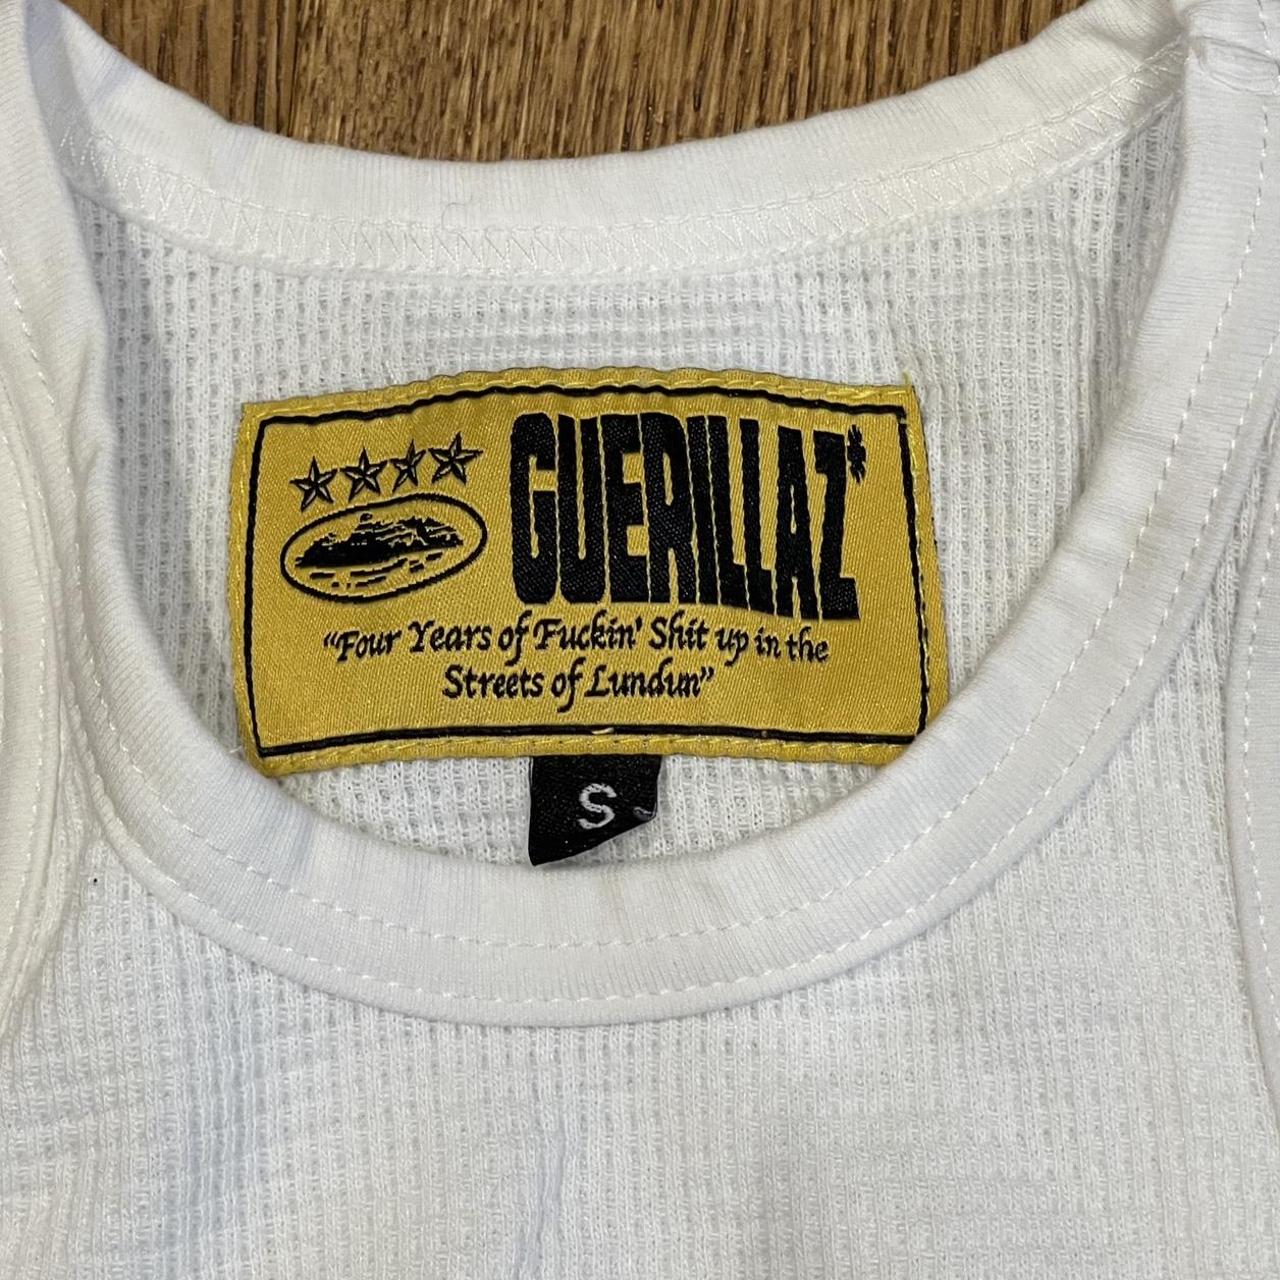 GUERILLAZ*
“Four Years of Fuckin' Shit up in the
Streets of Lundun”
S